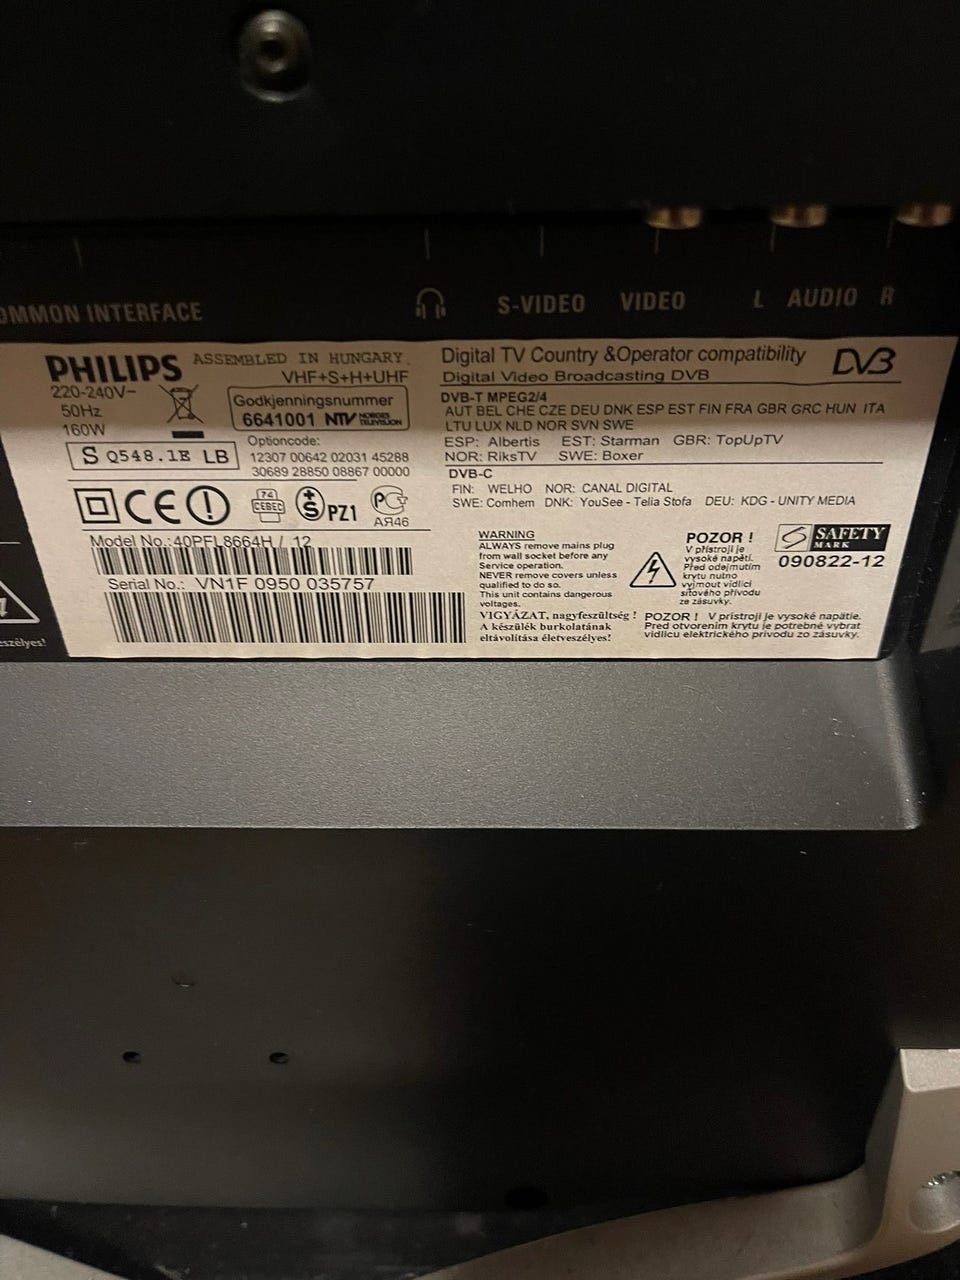 OMMON INTERFACE
S-VIDEO VIDEO L AUDIO R
PHILIPS ASSEMBLED IN HUNGARY.
VHF+S+H+UHF
220-240V~
50Hz
160W
Godkjenningsnummer
6641001 NTV NORGES TELEVISJON
S Q548.1E LB
Optioncode:
12307 00642 02031 45288
30689 28850 08867 00000
CE
74
CEBEC
+S PZ1
АЯ46
Model No.:40PFL8664H / 12
Serial No.: VN1F 0950 035757
Digital TV Country &Operator compatibility
Digital Video Broadcasting DVB
DVB
DVB-T MPEG2/4
AUT BEL CHE CZE DEU DNK ESP EST FIN FRA GBR GRC HUN ITA
LTU LUX NLD NOR SVN SWE
ESP: Albertis EST: Starman GBR: TopUpTV
NOR: RiksTV SWE: Boxer
DVB-C
FIN: WELHO NOR: CANAL DIGITAL
SWE: Comhem DNK: YouSee - Telia Stofa DEU: KDG - UNITY MEDIA
WARNING
ALWAYS remove mains plug
from wall socket before any
Service operation.
NEVER remove covers unless
qualified to do so.
This unit contains dangerous
voltages.
VIGYÁZAT, nagyfeszültség !
A készülék burkolatának
eltávolítása életveszélyes!
POZOR !
V přístroji je
vysoké napětí.
Před odejmutím
krytu nutno
vyjmout vidlici
síťového přívodu
ze zásuvky.
SAFETY
MARK
090822-12
POZOR ! V prístroji je vysoké napätie.
Pred otvorením krytu je potrebné vybrat
vidlicu elektrického prívodu zo zásuvky.
eszélyes!